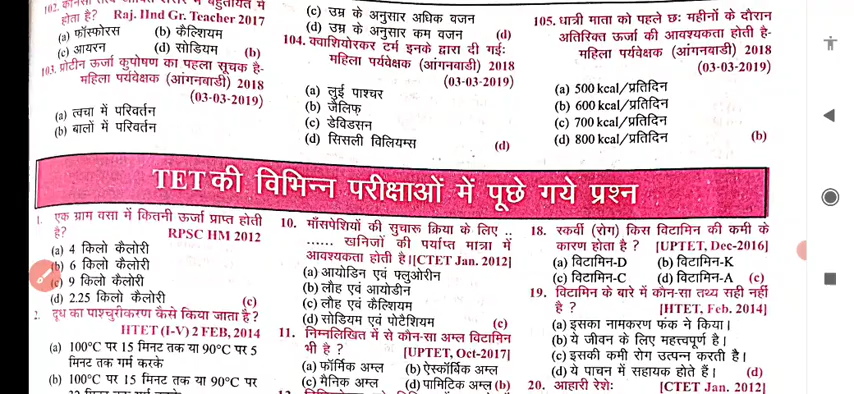 होता है? Raj. IInd Gr. Teacher 2017
(a) फॉस्फोरस (b) कैल्शियम
(c) आयरन (d) सोडियम (b)
103. प्रोटीन ऊर्जा कुपोषण का पहला सूचक है-
महिला पर्यवेक्षक (आंगनबाडी) 2018
(03-03-2019)
(a) त्वचा में परिवर्तन
(b) बालों में परिवर्तन
(c) उम्र के अनुसार अधिक वजन
(d) उम्र के अनुसार कम वजन (d)
104. क्वाशियोरकर टर्म इनके द्वारा दी गई:
महिला पर्यवेक्षक (आंगनबाडी) 2018
(03-03-2019)
(a) लुई पाश्चर
(b) जैलिफ़
(c) डेविडसन
(d) सिसली विलियम्स (d)
105. धात्री माता को पहले छः महीनों के दौरान
अतिरिक्त ऊर्जा की आवश्यकता होती है-
महिला पर्यवेक्षक (आंगनबाडी) 2018
(03-03-2019)
(a) 500 kcal/प्रतिदिन
(b) 600 kcal/प्रतिदिन
(c) 700 kcal/प्रतिदिन
(d) 800 kcal/प्रतिदिन (b)
TET की विभिन्न परीक्षाओं में पूछे गये प्रश्न
1. एक ग्राम वसा में कितनी ऊर्जा प्राप्त होती
है? RPSC HM 2012
(a) 4 किलो कैलोरी
(b) 6 किलो कैलोरी
(c) 9 किलो कैलोरी
(d) 2.25 किलो कैलोरी (c)
2. दूध का पाश्चुरीकरण कैसे किया जाता है?
HTET (I-V) 2 FEB, 2014
(a) 100°C पर 15 मिनट तक या 90°C पर 5
मिनट तक गर्म करके
(b) 100°C पर 15 मिनट तक या 90°C पर
10. माँसपेशियों की सुचारू क्रिया के लिए ..
...... खनिजों की पर्याप्त मात्रा में
आवश्यकता होती है। [CTET Jan. 2012]
(a) आयोडिन एवं फ्लुओरीन
(b) लौह एवं आयोडीन
(c) लौह एवं कैल्शियम
(d) सोडियम एवं पोटैशियम (c)
11. निम्नलिखित में से कौन-सा अम्ल विटामिन
भी है ? [UPTET, Oct-2017]
(a) फॉर्मिक अम्ल (b) ऐस्कॉर्बिक अम्ल
(c) मैनिक अम्ल (d) पामिटिक अम्ल (b)
18. स्कर्वी (रोग) किस विटामिन की कमी के
कारण होता है ? [UPTET, Dec-2016]
(a) विटामिन-D (b) विटामिन-K
(c) विटामिन-C (d) विटामिन-A (c)
19. विटामिन के बारे में कौन-सा तथ्य सही नहीं
है ? [HTET, Feb. 2014]
(a) इसका नामकरण फंक ने किया।
(b) ये जीवन के लिए महत्त्वपूर्ण है।
(c) इसकी कमी रोग उत्पन्न करती है।
(d) ये पाचन में सहायक होते हैं। (d)
20. आहारी रेशे: [CTET Jan. 2012]